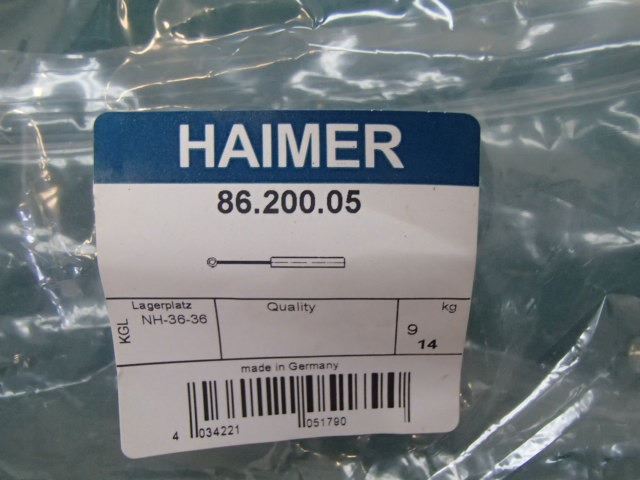 HAIMER
86.200.05
Lagerplatz
Quality
kg
KGL
NH-36-36
9
14
made in Germany
4 034221 051790